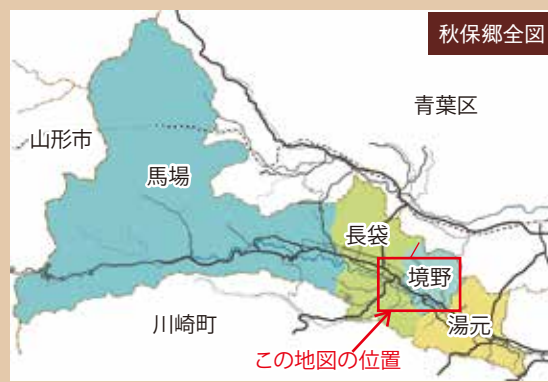 秋保郷全図
青葉区
山形市
馬場
長袋
境野
湯元
川崎町
この地図の位置